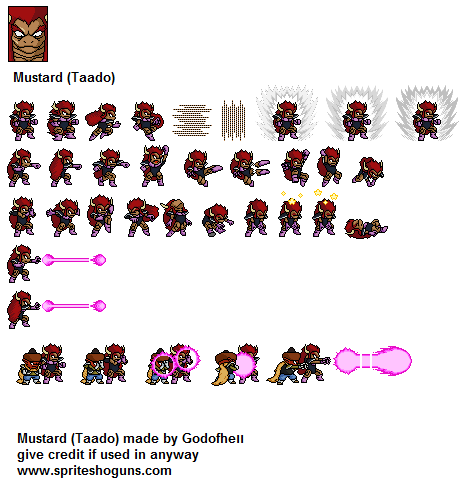 Mustard (Taado)
Mustard (Taado) made by Godofhell
give credit if used in anyway
www.spriteshoguns.com